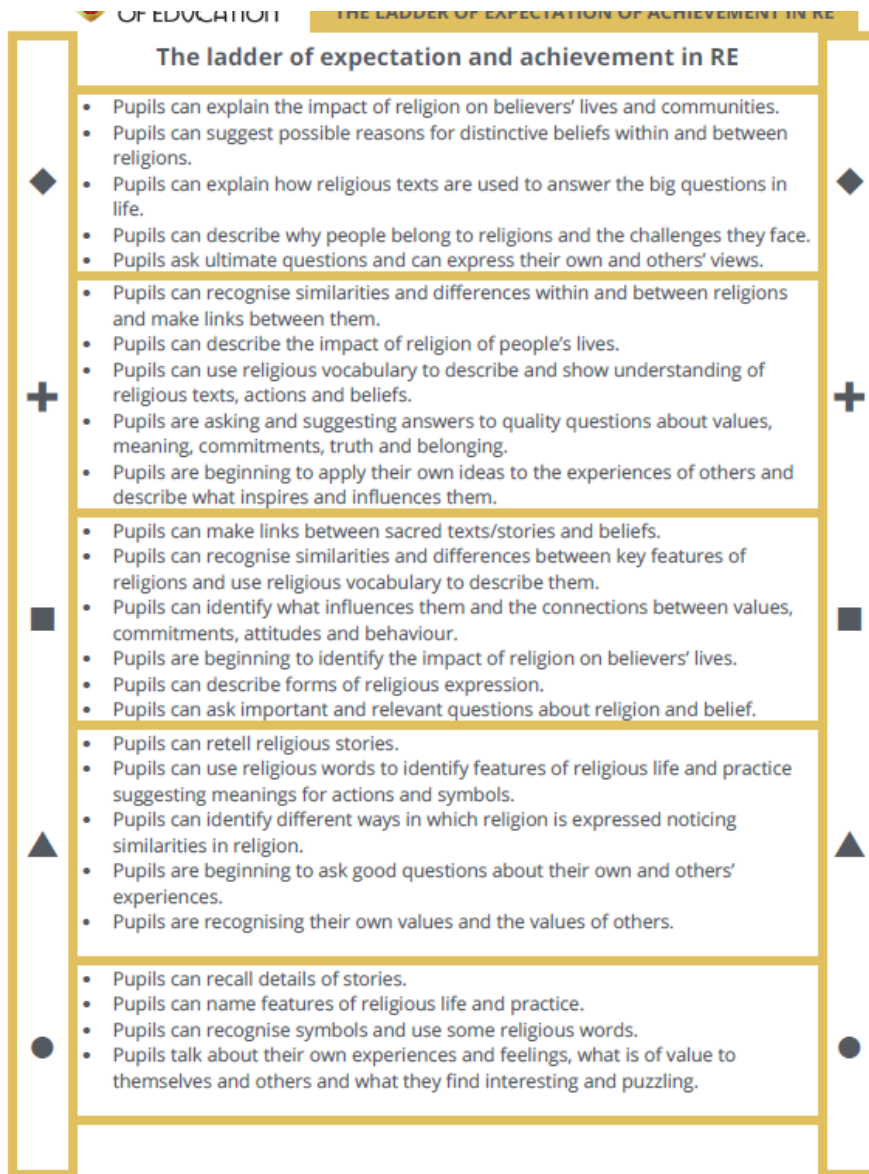 OF EDUCATION THE LADDER OF EXPECTATION OF ACHIEVEMENT IN RE
The ladder of expectation and achievement in RE
• Pupils can explain the impact of religion on believers' lives and communities.
• Pupils can suggest possible reasons for distinctive beliefs within and between
religions.
• Pupils can explain how religious texts are used to answer the big questions in
life.
• Pupils can describe why people belong to religions and the challenges they face.
• Pupils ask ultimate questions and can express their own and others' views.
• Pupils can recognise similarities and differences within and between religions
and make links between them.
• Pupils can describe the impact of religion of people's lives.
• Pupils can use religious vocabulary to describe and show understanding of
religious texts, actions and beliefs.
• Pupils are asking and suggesting answers to quality questions about values,
meaning, commitments, truth and belonging.
• Pupils are beginning to apply their own ideas to the experiences of others and
describe what inspires and influences them.
• Pupils can make links between sacred texts/stories and beliefs.
• Pupils can recognise similarities and differences between key features of
religions and use religious vocabulary to describe them.
• Pupils can identify what influences them and the connections between values,
commitments, attitudes and behaviour.
• Pupils are beginning to identify the impact of religion on believers' lives.
• Pupils can describe forms of religious expression.
• Pupils can ask important and relevant questions about religion and belief.
• Pupils can retell religious stories.
• Pupils can use religious words to identify features of religious life and practice
suggesting meanings for actions and symbols.
• Pupils can identify different ways in which religion is expressed noticing
similarities in religion.
• Pupils are beginning to ask good questions about their own and others'
experiences.
• Pupils are recognising their own values and the values of others.
• Pupils can recall details of stories.
• Pupils can name features of religious life and practice.
• Pupils can recognise symbols and use some religious words.
• Pupils talk about their own experiences and feelings, what is of value to
themselves and others and what they find interesting and puzzling.